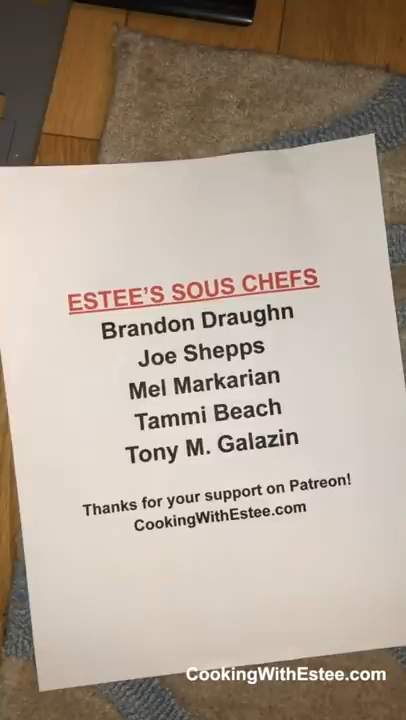 ESTEE'S SOUS CHEFS
Brandon Draughn
Joe Shepps
Mel Markarian
Tammi Beach
Tony M. Galazin
Thanks for your support on Patreon!
CookingWithEstee.com
CookingWithEstee.com